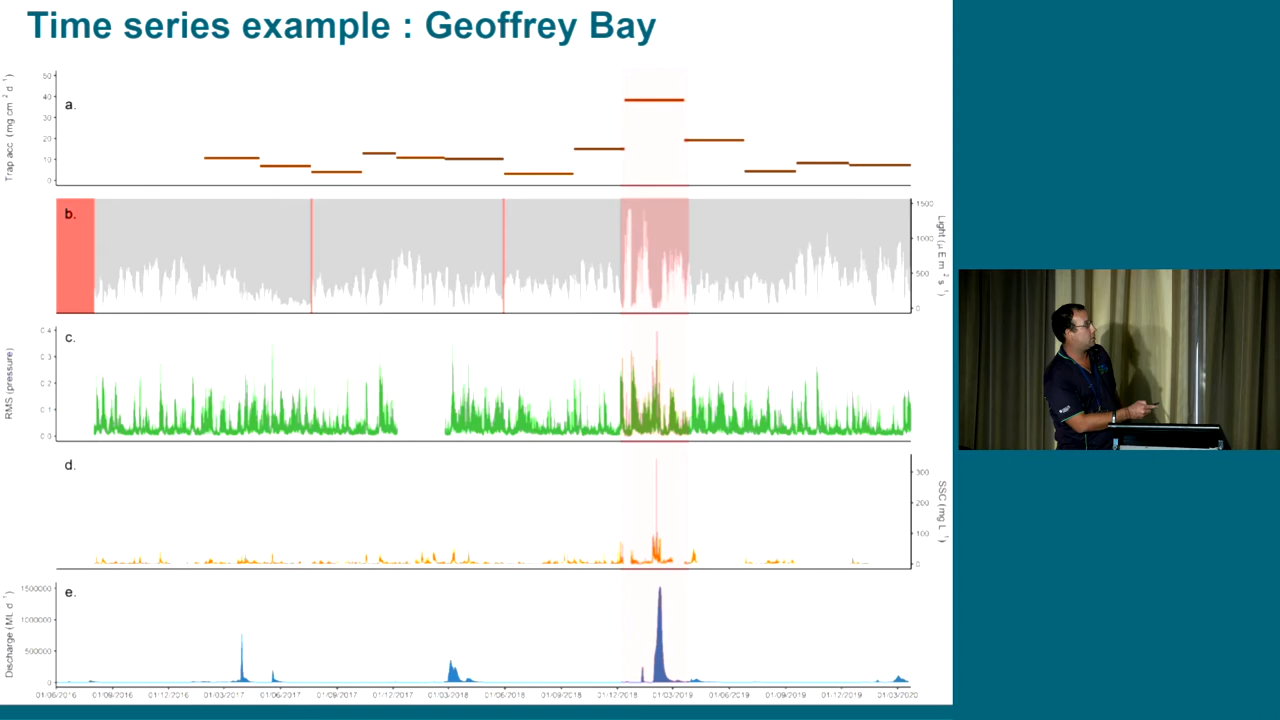 Time series example : Geoffrey Bay
Trap acc (mg cm⁻² d⁻¹)
50
40
30
20
10
0
a.
b.
1500
1000
500
0
Light (μ E m⁻² s⁻¹)
RMS (pressure)
0.4
0.3
0.2
0.1
0.0
c.
d.
300
200
100
0
SSC (mg L⁻¹)
Discharge (ML d⁻¹)
1500000
1000000
500000
0
e.
01/06/2016 01/09/2016 01/12/2016 01/03/2017 01/06/2017 01/09/2017 01/12/2017 01/03/2018 01/06/2018 01/09/2018 01/12/2018 01/03/2019 01/06/2019 01/09/2019 01/12/2019 01/03/2020